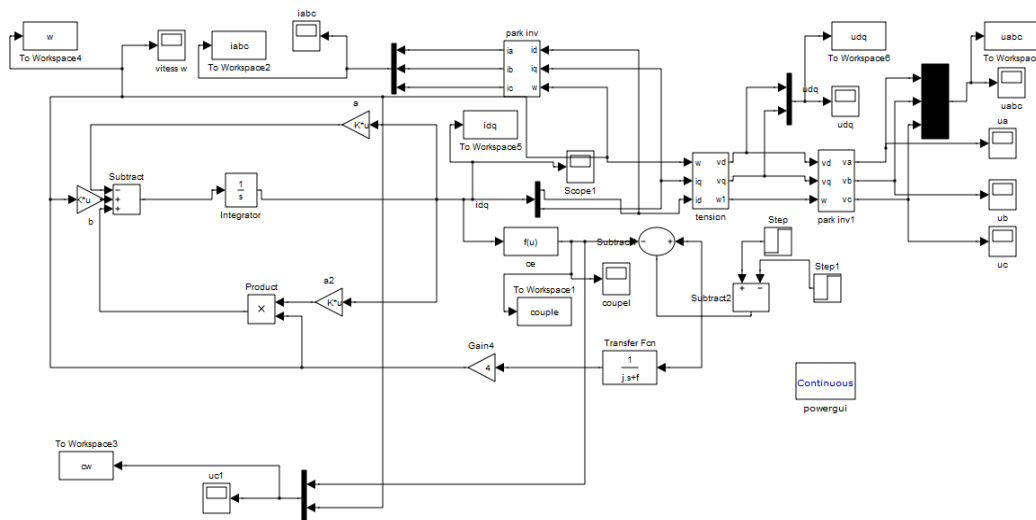 w
To Workspace4
vitess w
iabc
To Workspace2
iabc
park inv
ia
ib
ic
id
iq
w
udq
To Workspace6
udq
udq
uabc
To Workspac
uabc
ua
ub
uc
a
K*u
idq
To Workspace5
Scope1
idq
w
iq
id
vd
vq
w1
tension
vd
vq
w
va
vb
vc
park inv1
Subtract
−
+
+
K*u
b
1
s
Integrator
f(u)
ce
−
+
Step
Step1
+
−
Subtract2
coupel
To Workspace1
couple
Product
×
a2
K*u
Gain4
4
Transfer Fcn
1
j.s+f
Continuous
powergui
To Workspace3
cw
uc1